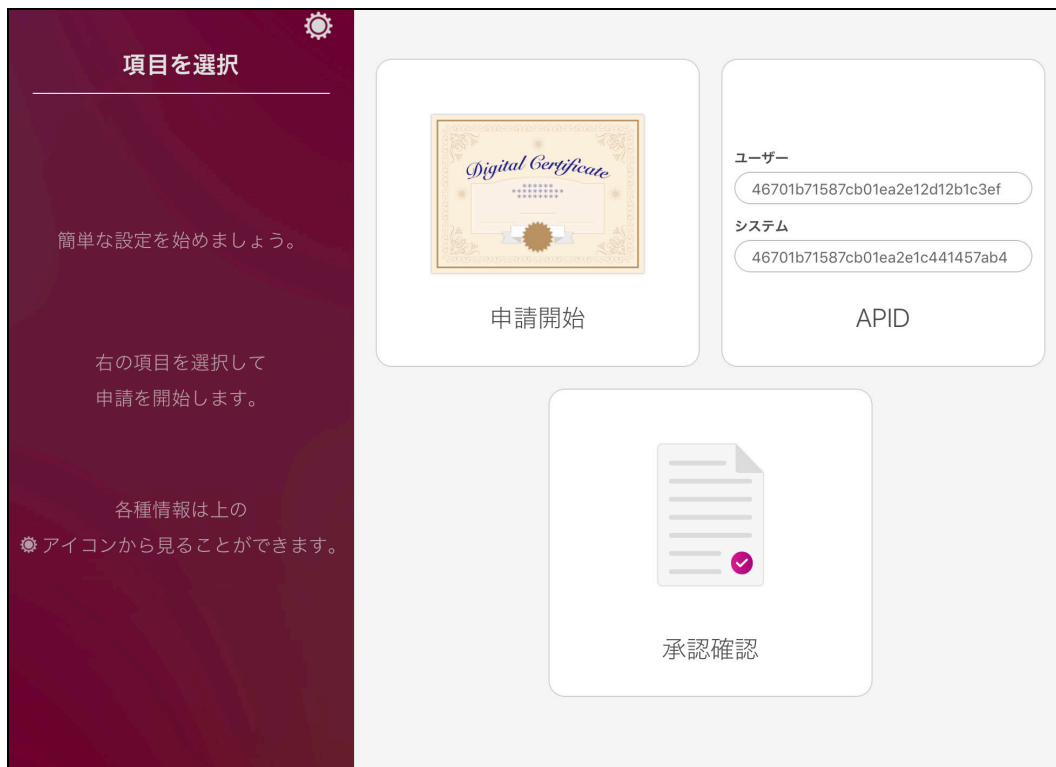 項目を選択
簡単な設定を始めましょう。
右の項目を選択して
申請を開始します。
各種情報は上の
アイコンから見ることができます。
Digital Certificate
******
*********
********
申請開始
ユーザー
46701b71587cb01ea2e12d12b1c3ef
システム
46701b71587cb01ea2e1c441457ab4
APID
承認確認